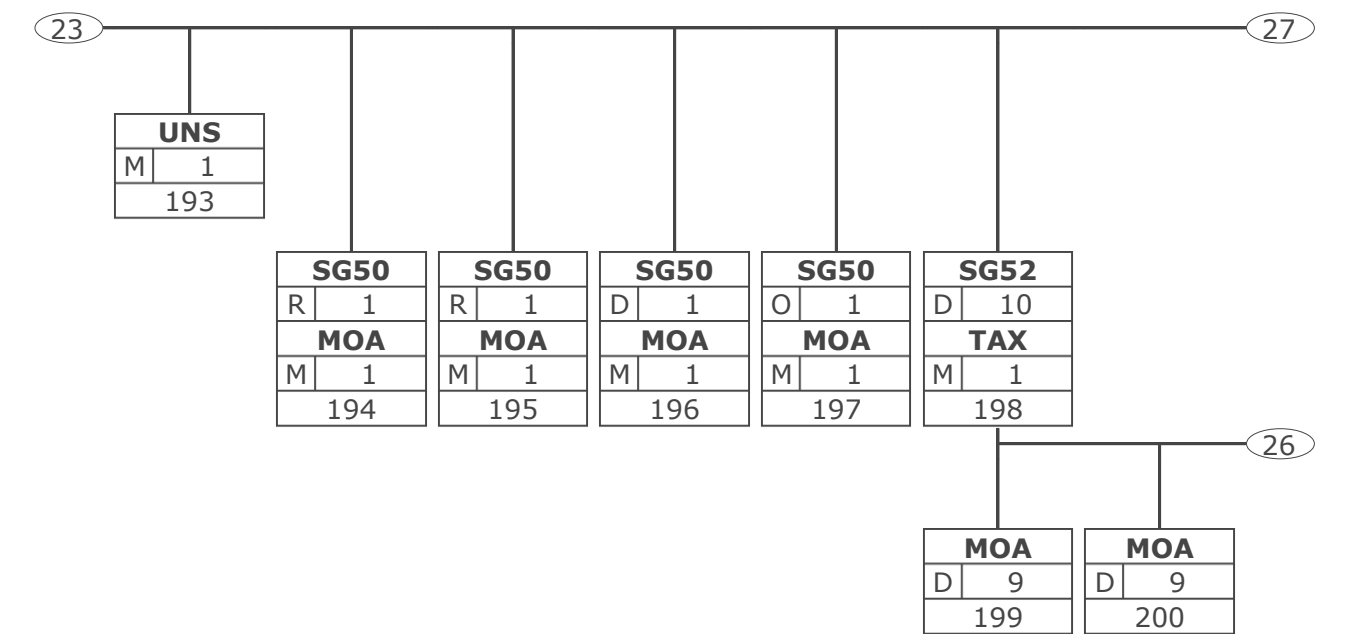 23 27
UNS
M 1
193
SG50 SG50 SG50 SG50 SG52
R 1 R 1 D 1 O 1 D 10
MOA MOA MOA MOA TAX
M 1 M 1 M 1 M 1 M 1
194 195 196 197 198
26
MOA MOA
D 9 D 9
199 200